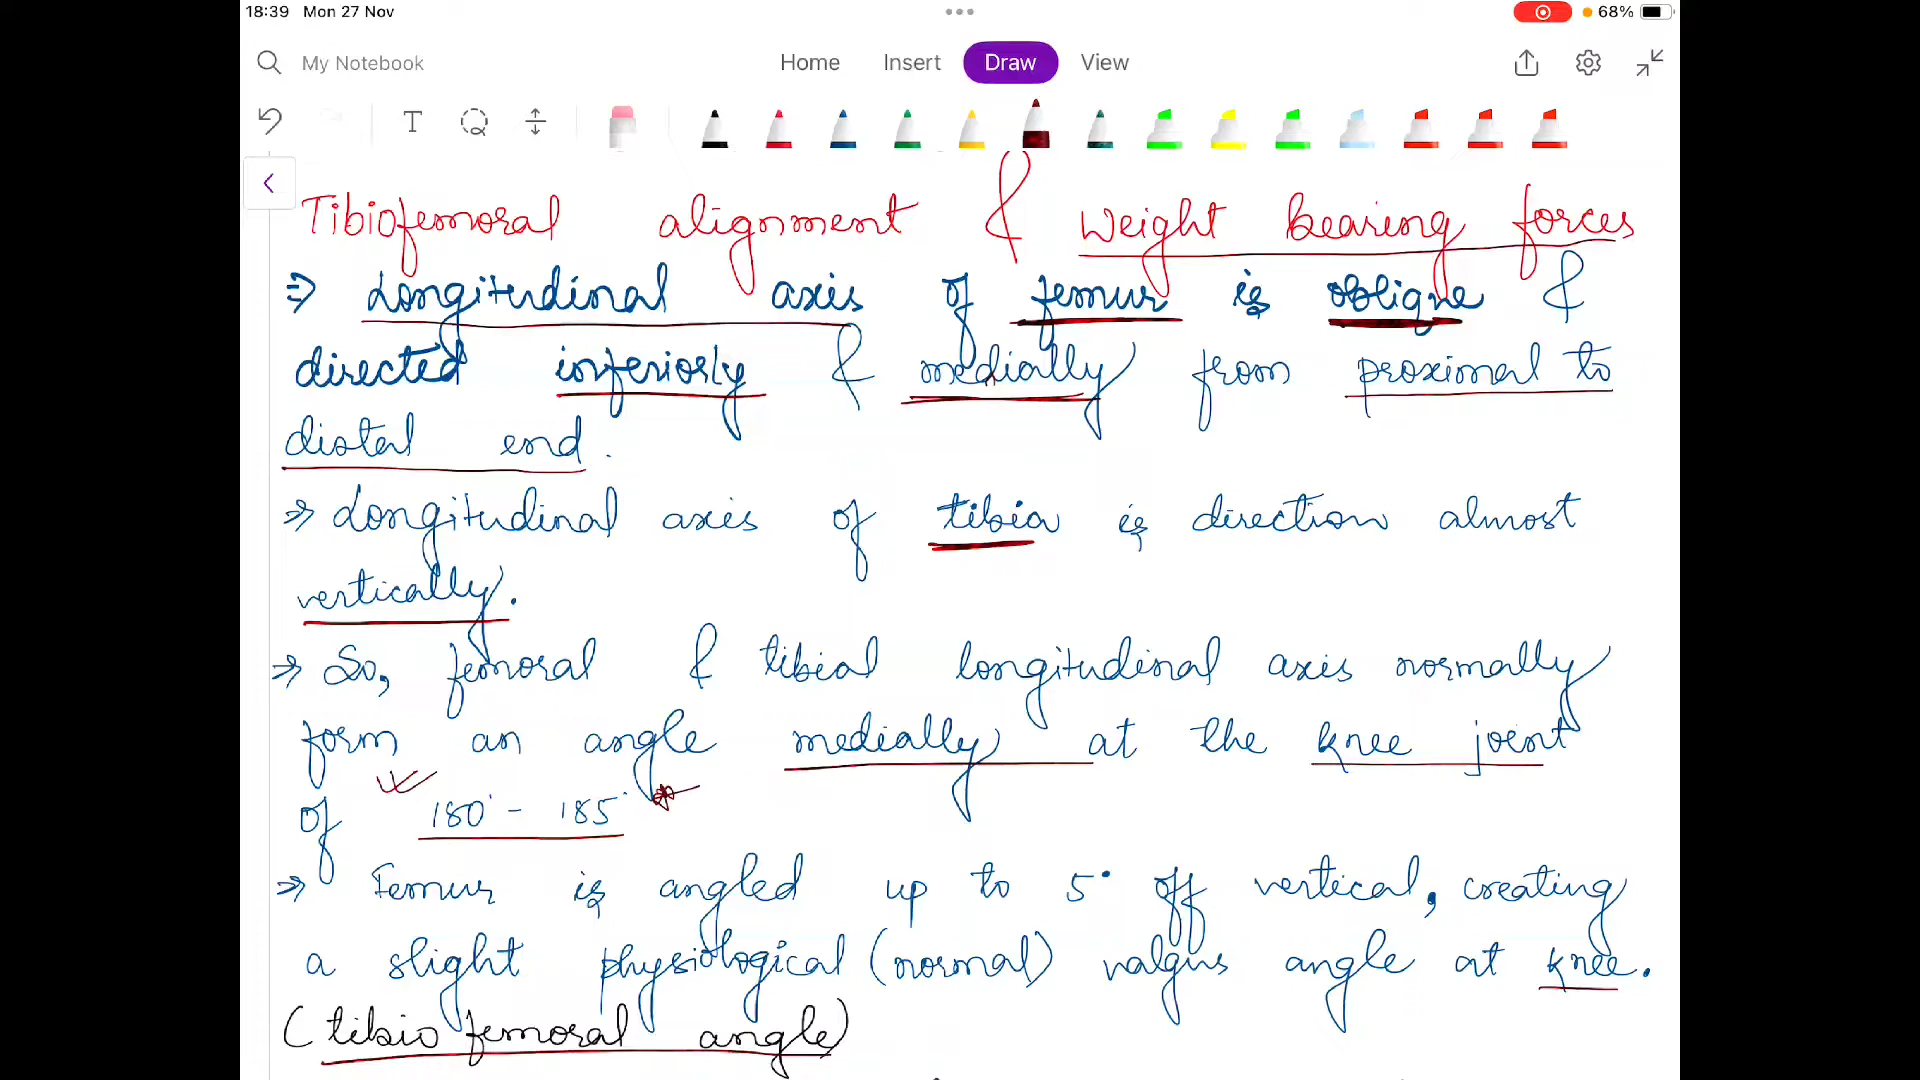 18:39 Mon 27 Nov
68%
My Notebook
Home Insert Draw View
T
Tibiofemoral alignment & Weight bearing forces
⇒ Longitudinal axis of femur is oblique &
directed inferiorly & medially from proximal to
distal end.
⇒ Longitudinal axis of tibia is direction almost
vertically.
⇒ So, femoral & tibial longitudinal axis normally
form an angle medially at the knee joint
of 180° - 185°
⇒ Femur is angled up to 5° off vertical, creating
a slight physiological (normal) valgus angle at knee.
(tibio femoral angle)